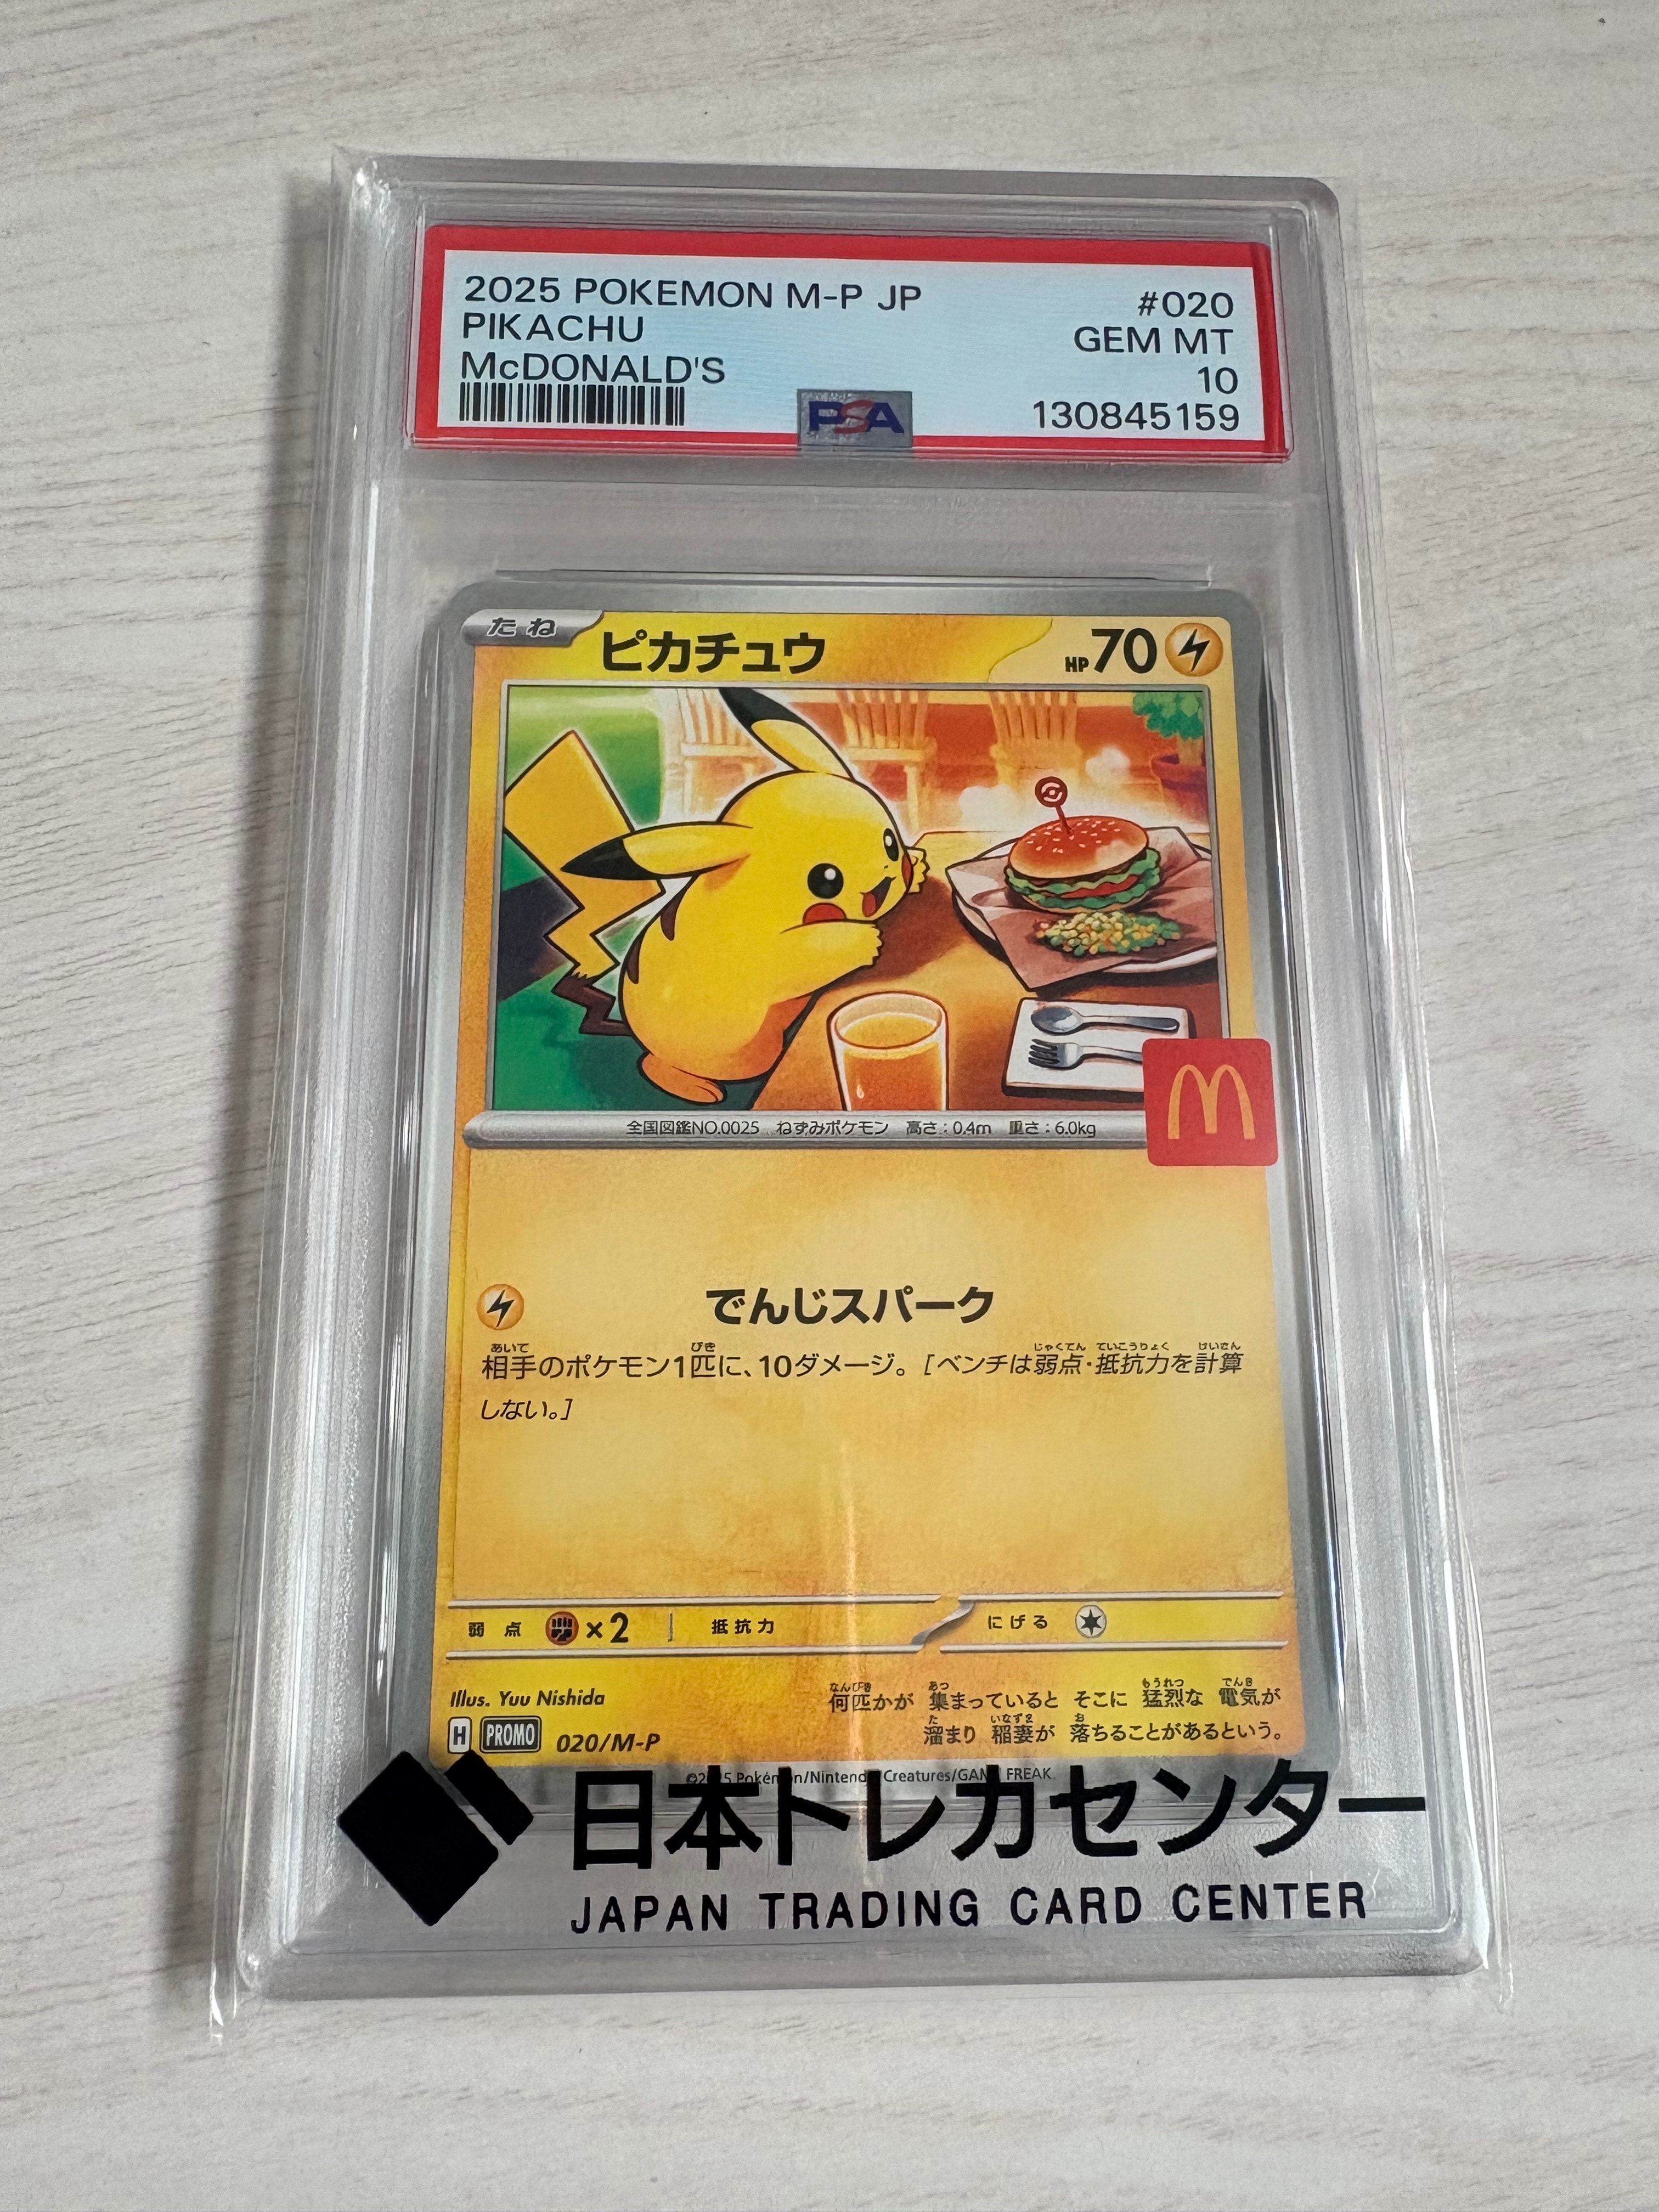 2025 POKEMON M-P JP #020
PIKACHU GEM MT
McDONALD'S 10
PSA 130845159
たね ピカチュウ HP70
全国図鑑NO.0025 ねずみポケモン 高さ:0.4m 重さ:6.0kg
M
でんじスパーク
相手のポケモン1匹に、10ダメージ。[ベンチは弱点・抵抗力を計算
しない。]
弱点 ×2 抵抗力 にげる
Illus. Yuu Nishida
H PROMO 020/M-P
何匹かが 集まっていると そこに 猛烈な 電気が
溜まり 稲妻が 落ちることがあるという。
©2025 Pokémon/Nintendo/Creatures/GAME FREAK.
日本トレカセンター
JAPAN TRADING CARD CENTER